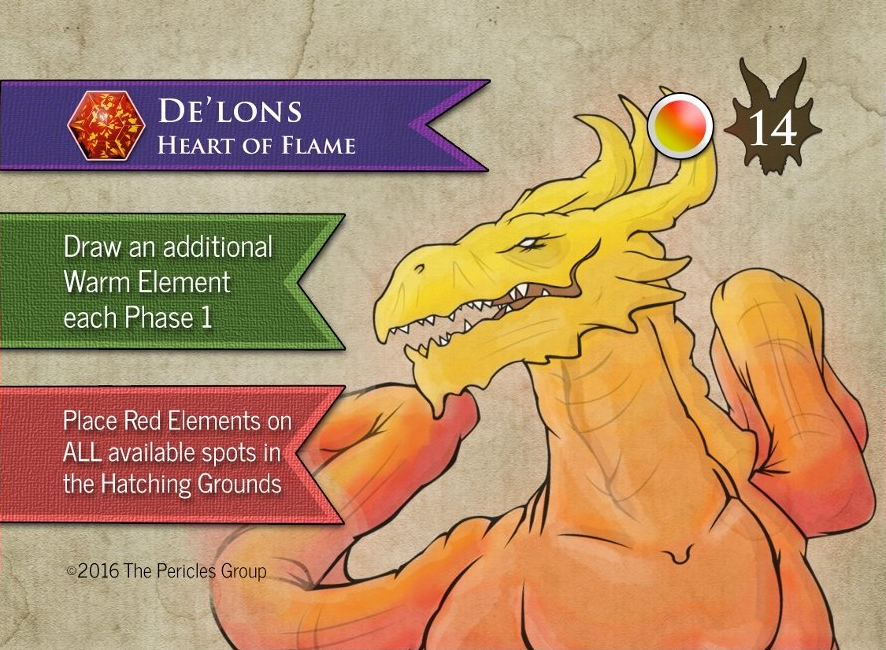 De'lons
Heart of Flame
14
Draw an additional
Warm Element
each Phase 1
Place Red Elements on
ALL available spots in
the Hatching Grounds
©2016 The Pericles Group